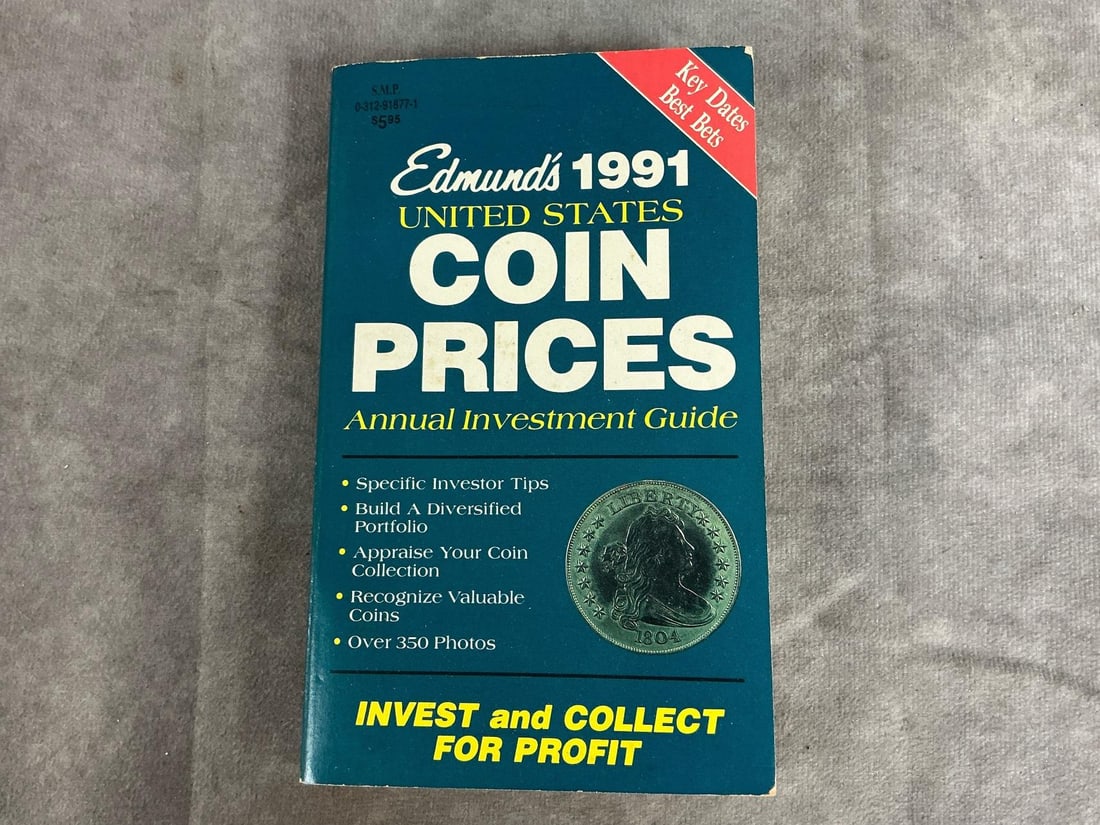 S.M.P.
0-312-91877-1
$5.95
Key Dates
Best Bets
Edmund's 1991
UNITED STATES
COIN
PRICES
Annual Investment Guide
• Specific Investor Tips
• Build A Diversified
Portfolio
• Appraise Your Coin
Collection
• Recognize Valuable
Coins
• Over 350 Photos
LIBERTY
1804
INVEST and COLLECT
FOR PROFIT